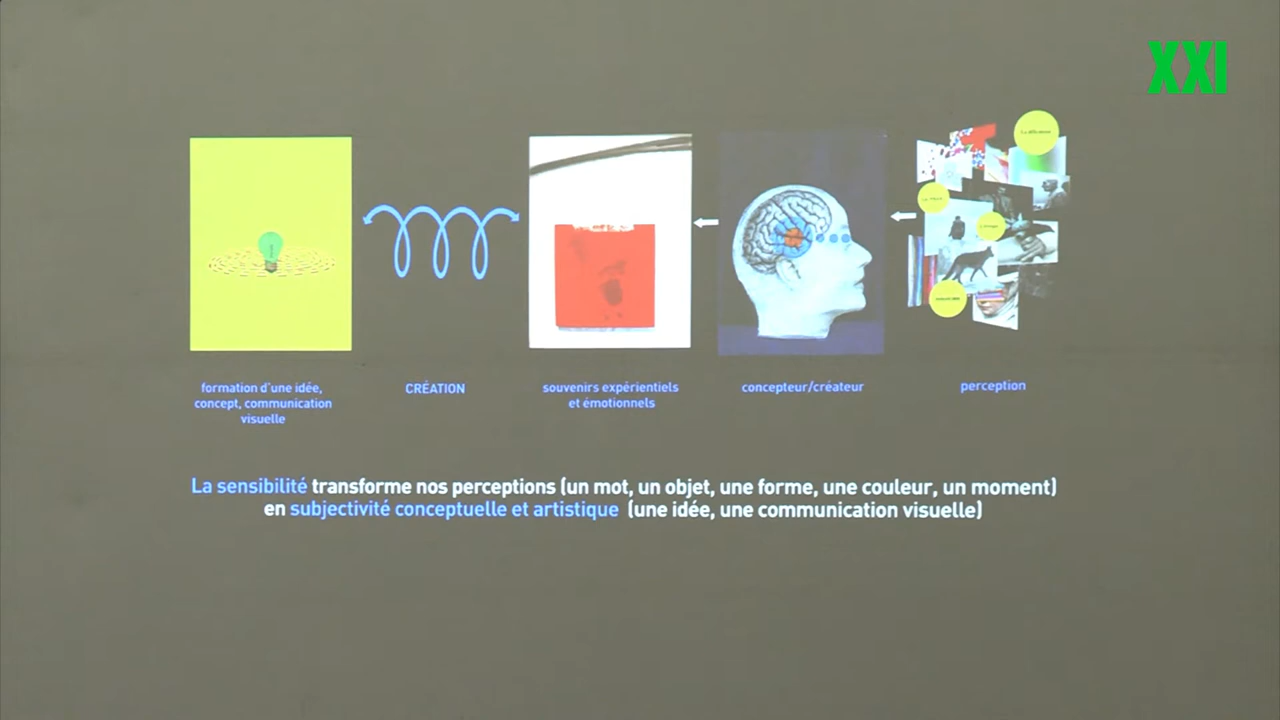 XXI
formation d'une idée,
concept, communication
visuelle
CRÉATION
souvenirs expérientiels
et émotionnels
concepteur/créateur
perception
La sensibilité transforme nos perceptions (un mot, un objet, une forme, une couleur, un moment)
en subjectivité conceptuelle et artistique (une idée, une communication visuelle)